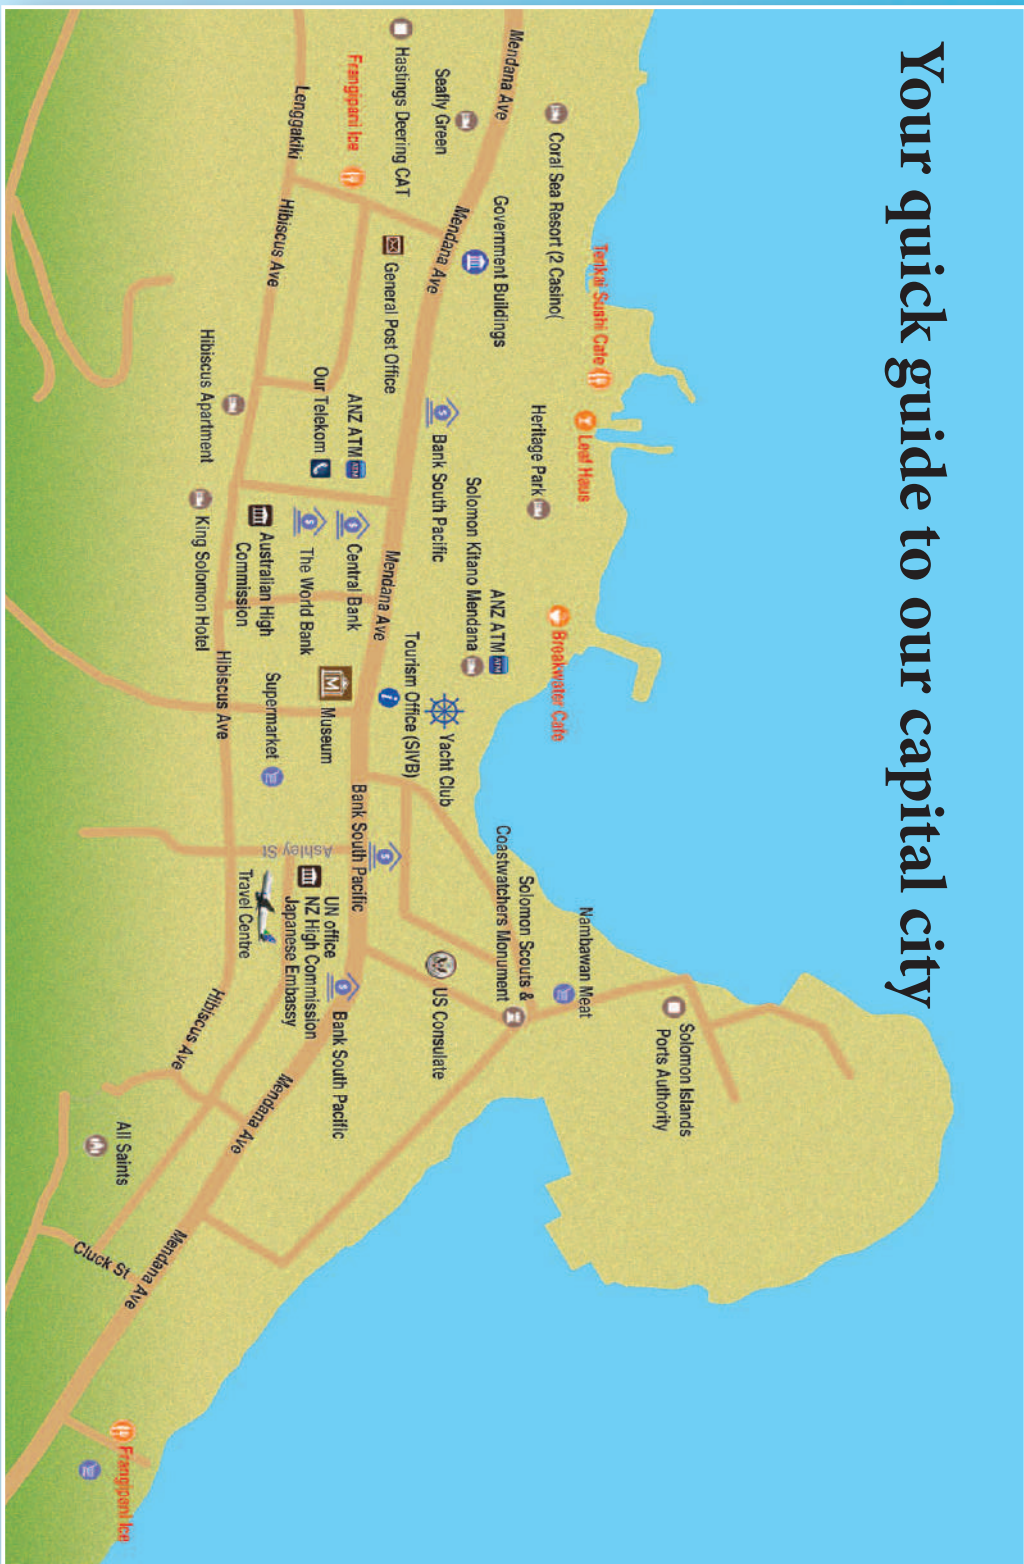 Your quick guide to our capital city
Mendana Ave
Coral Sea Resort (2 Casino(
Terikai Sushi Cafe
Leaf Haus
Heritage Park
Breakwater Cafe
Hastings Deering CAT
Seafly Green
Frangipani Ice
Lenggakiki
Government Buildings
Mendana Ave
General Post Office
Hibiscus Ave
Hibiscus Apartment
Our Telekom
ANZ ATM
Bank South Pacific
Solomon Kitano Mendana
ANZ ATM
King Solomon Hotel
Australian High
Commission
The World Bank
Central Bank
Mendana Ave
Tourism Office (SIVB)
Yacht Club
Museum
Supermarket
Hibiscus Ave
Bank South Pacific
Ashley St
Travel Centre
UN office
NZ High Commission
Japanese Embassy
Bank South Pacific
US Consulate
Solomon Scouts &
Coastwatchers Monument
Nambawan Meat
Solomon Islands
Ports Authority
Hibiscus Ave
Mendana Ave
All Saints
Cluck St
Mendana Ave
Frangipani Ice